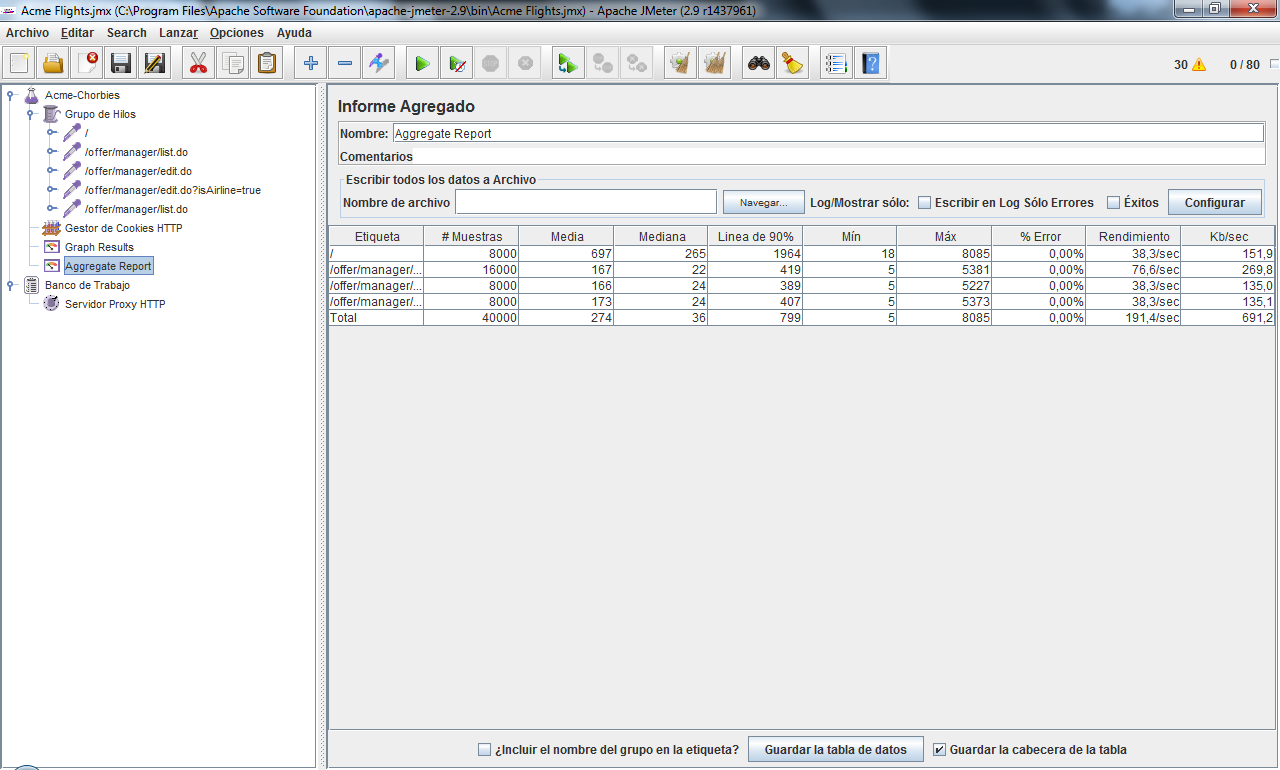 Acme Flights.jmx (C:\Program Files\Apache Software Foundation\apache-jmeter-2.9\bin\Acme Flights.jmx) - Apache JMeter (2.9 r1437961)
Archivo Editar Search Lanzar Opciones Ayuda
30 0 / 80
Acme-Chorbies
Grupo de Hilos
/
/offer/manager/list.do
/offer/manager/edit.do
/offer/manager/edit.do?isAirline=true
/offer/manager/list.do
Gestor de Cookies HTTP
Graph Results
Aggregate Report
Banco de Trabajo
Servidor Proxy HTTP
Informe Agregado
Nombre: Aggregate Report
Comentarios
Escribir todos los datos a Archivo
Nombre de archivo Navegar... Log/Mostrar sólo: Escribir en Log Sólo Errores Éxitos Configurar
Etiqueta # Muestras Media Mediana Linea de 90% Mín Máx % Error Rendimiento Kb/sec
/ 8000 697 265 1964 18 8085 0,00% 38,3/sec 151,9
/offer/manager/... 16000 167 22 419 5 5381 0,00% 76,6/sec 269,8
/offer/manager/... 8000 166 24 389 5 5227 0,00% 38,3/sec 135,0
/offer/manager/... 8000 173 24 407 5 5373 0,00% 38,3/sec 135,1
Total 40000 274 36 799 5 8085 0,00% 191,4/sec 691,2
¿Incluir el nombre del grupo en la etiqueta? Guardar la tabla de datos Guardar la cabecera de la tabla